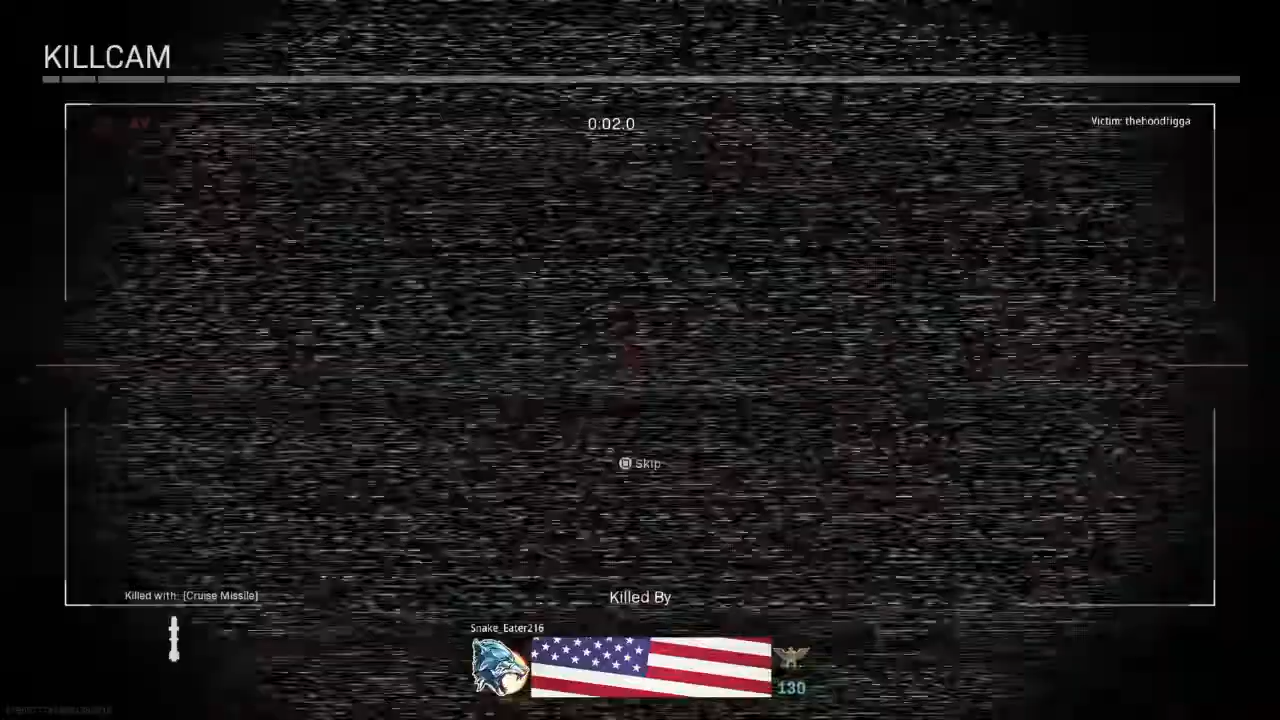 KILLCAM
0:02.0
Victim: thehoodfigga
Skip
Killed with: [Cruise Missile]
Killed By
Snake_Eater216
130